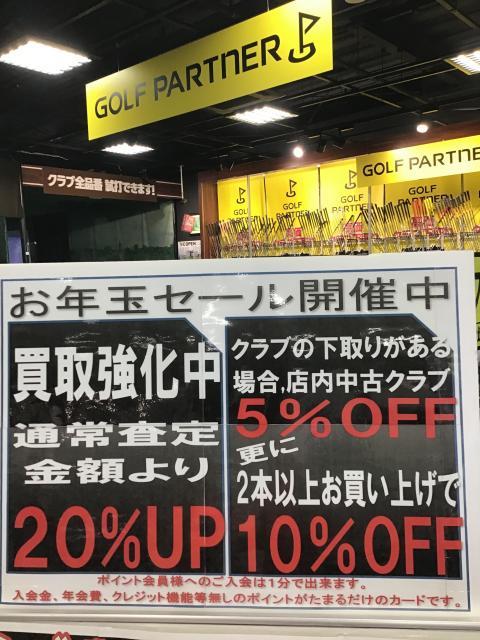 GOLF PARTNER
クラブ全品番 試打できます!
GOLF PARTNER
GOLF
PARTNER
お年玉セール開催中
買取強化中
通常査定
金額より
20%UP
クラブの下取りがある
場合,店内中古クラブ
5%OFF
更に
2本以上お買い上げで
10%OFF
ポイント会員様へのご入会は1分で出来ます。
入会金、年会費、クレジット機能等無しのポイントがたまるだけのカードです。